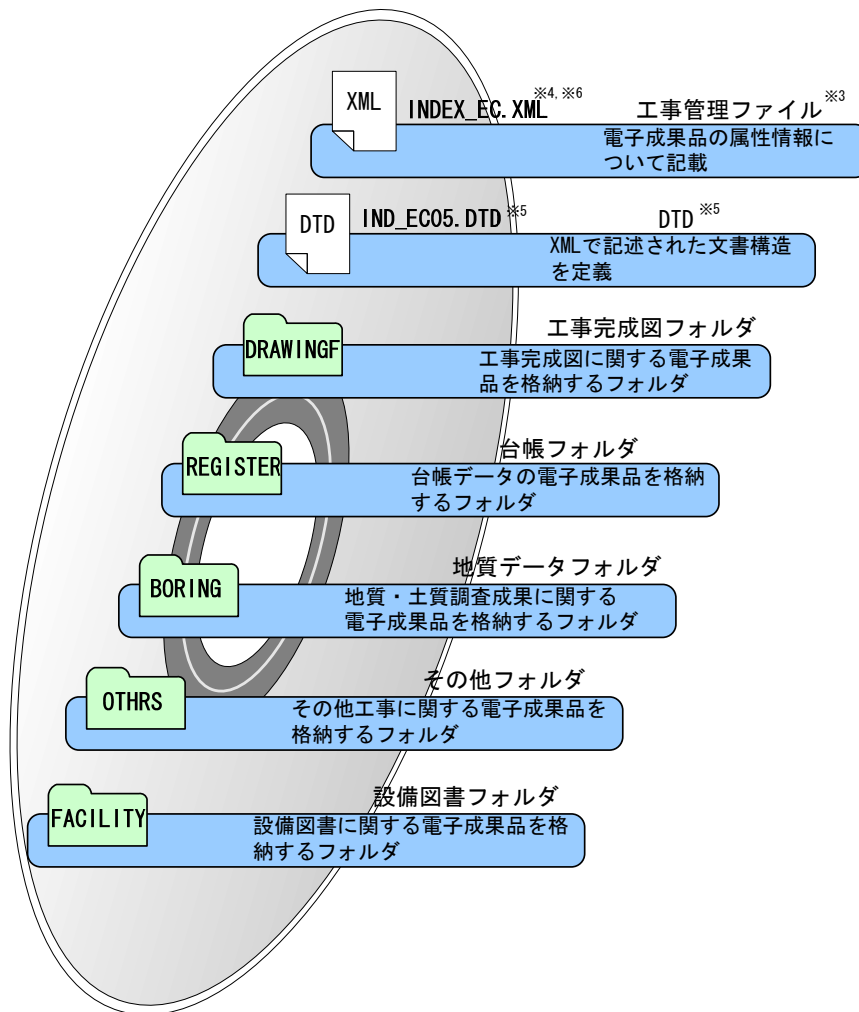 XML INDEX_EC.XML ※4,※6 工事管理ファイル ※3
電子成果品の属性情報に
ついて記載
DTD IND_EC05.DTD ※5 DTD ※5
XMLで記述された文書構造
を定義
工事完成図フォルダ
DRAWINGF
工事完成図に関する電子成果
品を格納するフォルダ
台帳フォルダ
REGISTER
台帳データの電子成果品を格納
するフォルダ
地質データフォルダ
BORING
地質・土質調査成果に関する
電子成果品を格納するフォルダ
その他フォルダ
OTHRS
その他工事に関する電子成果品を
格納するフォルダ
設備図書フォルダ
FACILITY
設備図書に関する電子成果品を格
納するフォルダ